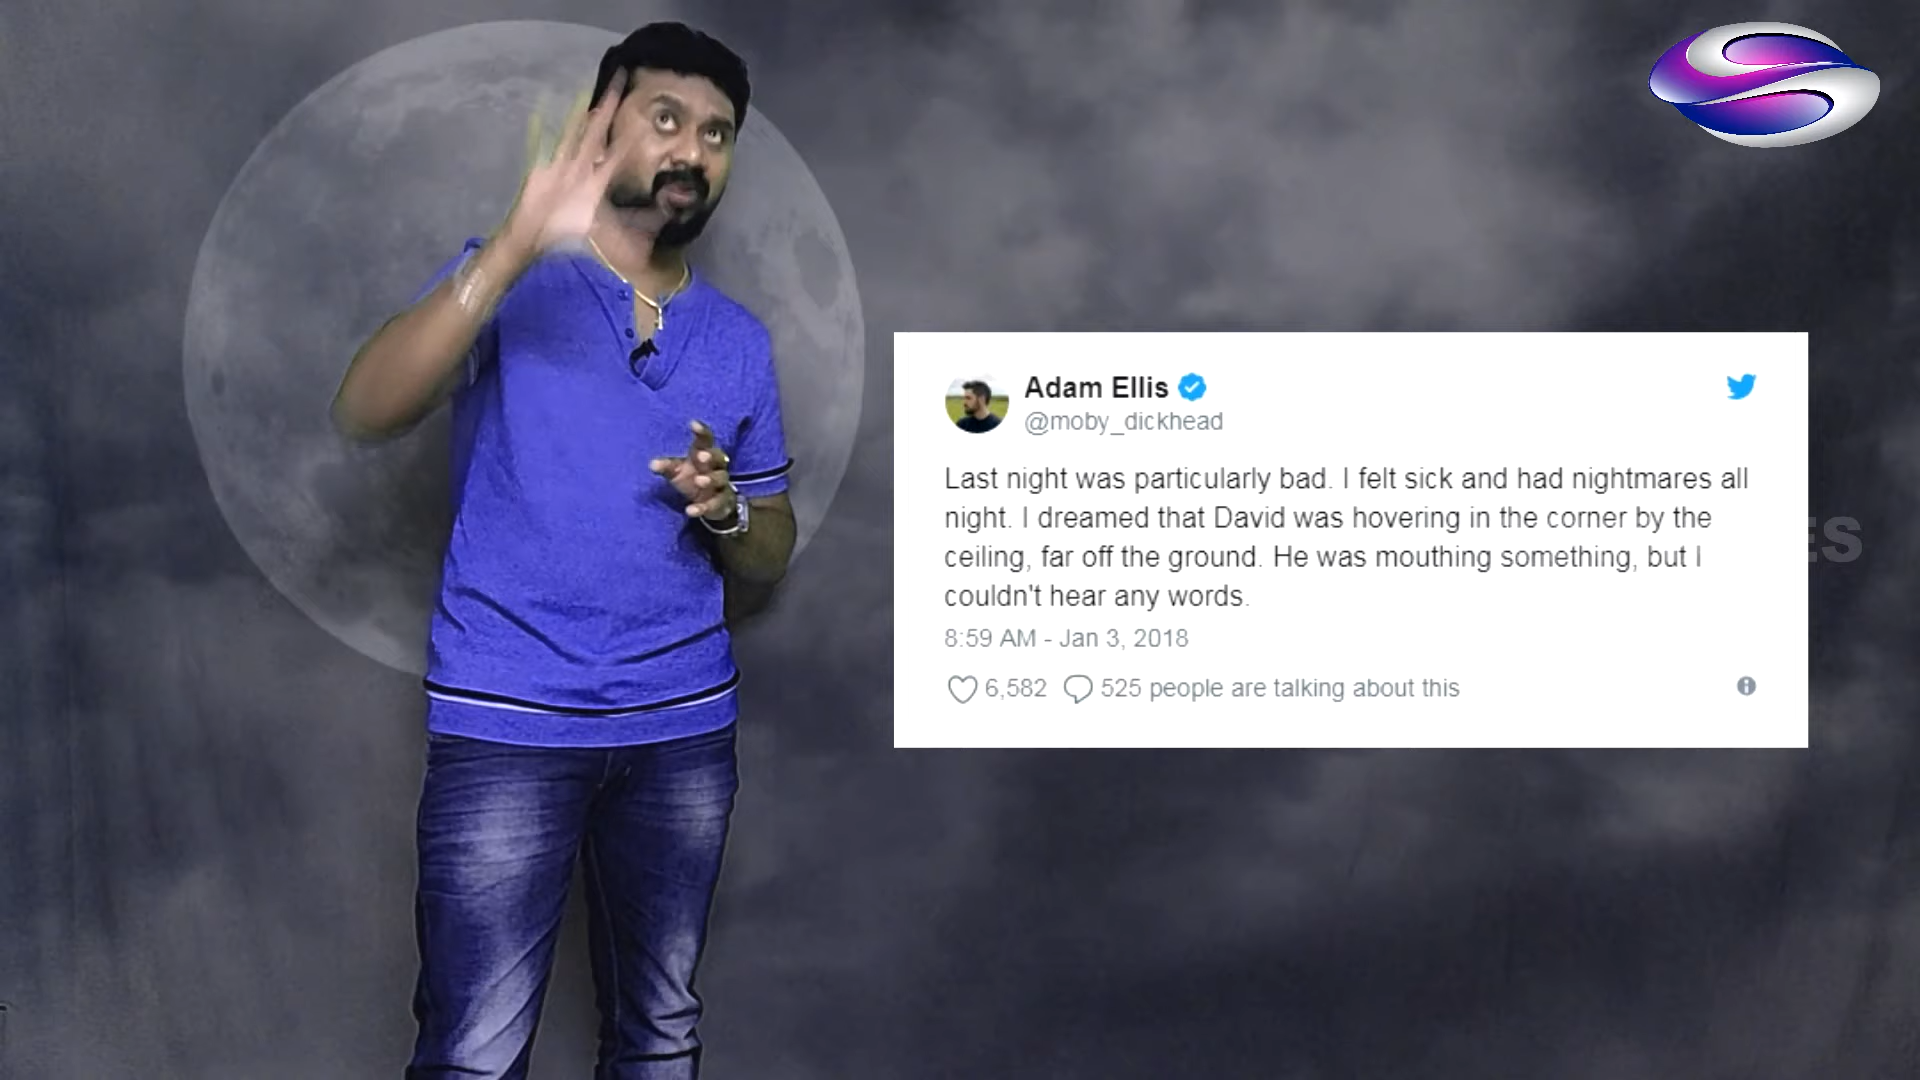 Adam Ellis
@moby_dickhead
Last night was particularly bad. I felt sick and had nightmares all
night. I dreamed that David was hovering in the corner by the
ceiling, far off the ground. He was mouthing something, but I
couldn't hear any words.
8:59 AM - Jan 3, 2018
6,582 525 people are talking about this
ES